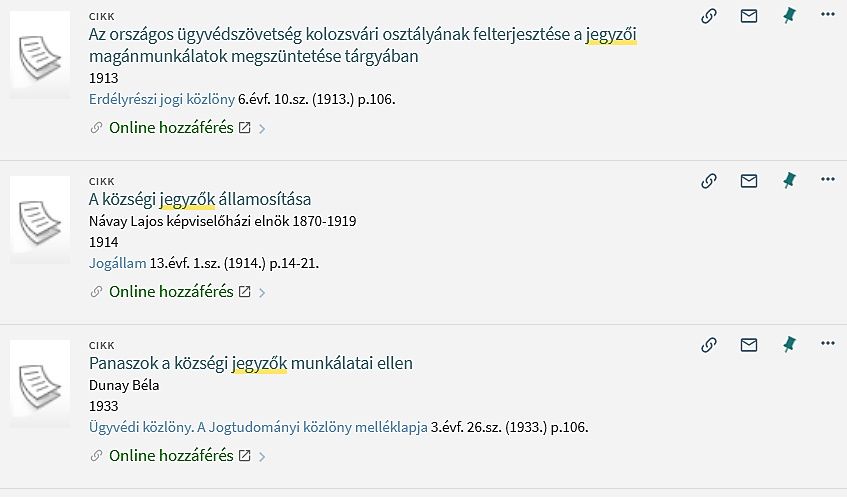 CIKK
Az országos ügyvédszövetség kolozsvári osztályának felterjesztése a jegyzői
magánmunkálatok megszüntetése tárgyában
1913
Erdélyrészi jogi közlöny 6.évf. 10.sz. (1913.) p.106.
Online hozzáférés
CIKK
A községi jegyzők államosítása
Návay Lajos képviselőházi elnök 1870-1919
1914
Jogállam 13.évf. 1.sz. (1914.) p.14-21.
Online hozzáférés
CIKK
Panaszok a községi jegyzők munkálatai ellen
Dunay Béla
1933
Ügyvédi közlöny. A Jogtudományi közlöny melléklapja 3.évf. 26.sz. (1933.) p.106.
Online hozzáférés